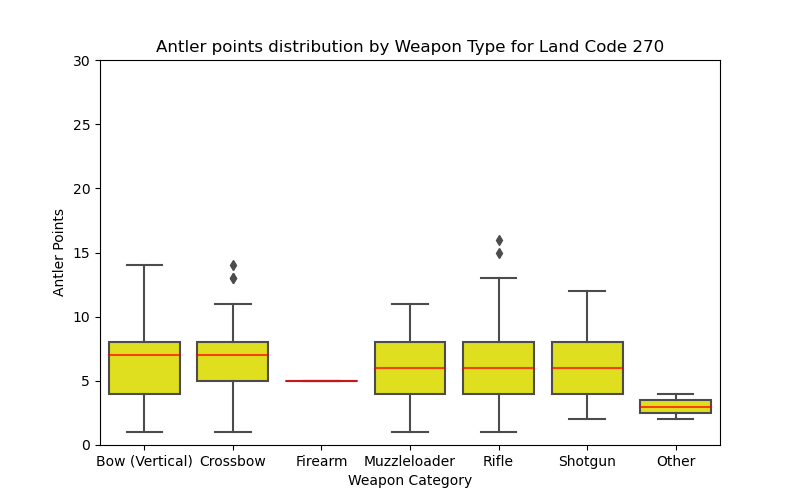 Antler points distribution by Weapon Type for Land Code 270
30
25
20
15
10
5
0
Antler Points
Bow (Vertical) Crossbow Firearm Muzzleloader Rifle Shotgun Other
Weapon Category